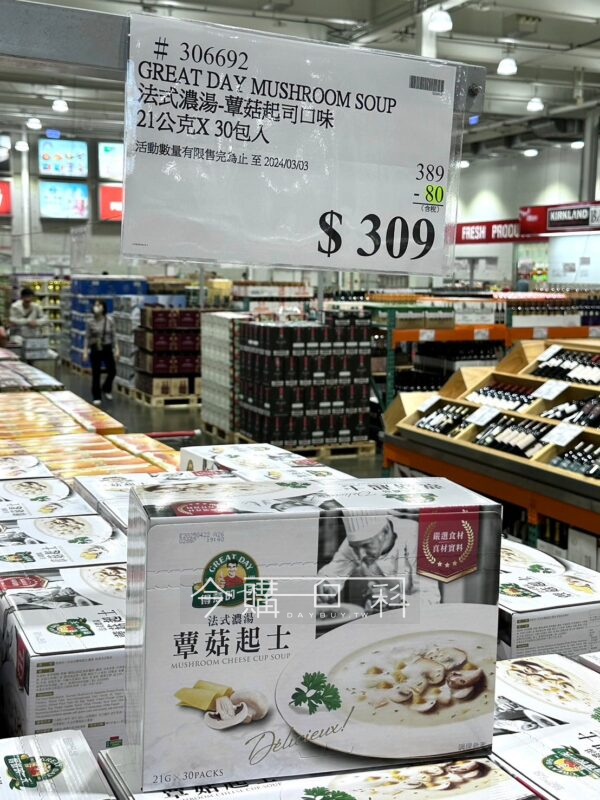 # 306692
GREAT DAY MUSHROOM SOUP
法式濃湯-蕈菇起司口味
21公克X 30包入
活動數量有限售完為止 至 2024/03/03
389
- 80
(含稅)
$ 309
FRESH PRODU
KIRKLAND
GREAT DAY
嚴選食材
真材實料
今購百科
DAYBUY.TW
法式濃湯
蕈菇起士
MUSHROOM CHEESE CUP SOUP
Délicieux!
21G×30PACKS